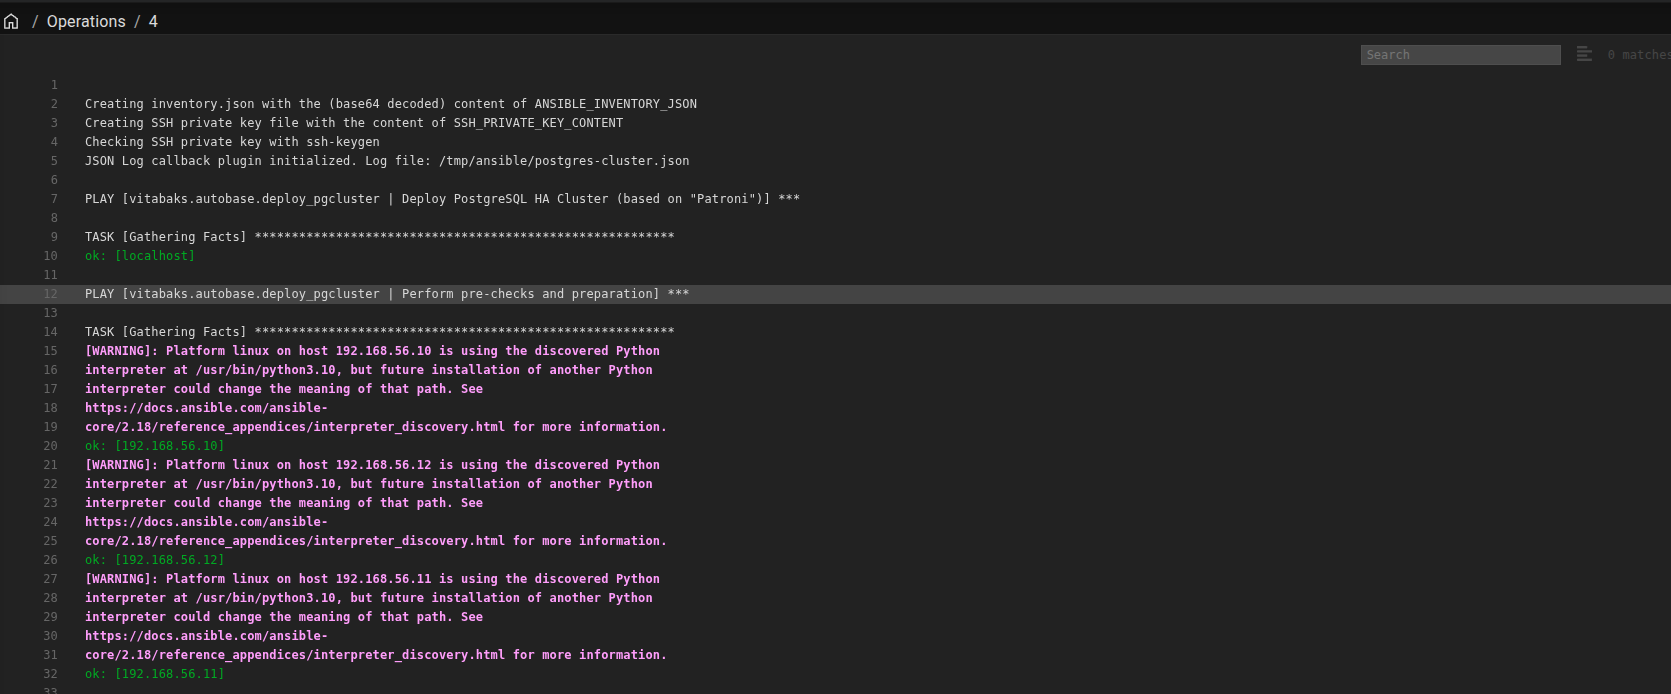 / Operations / 4
Search 0 matches
1
2 Creating inventory.json with the (base64 decoded) content of ANSIBLE_INVENTORY_JSON
3 Creating SSH private key file with the content of SSH_PRIVATE_KEY_CONTENT
4 Checking SSH private key with ssh-keygen
5 JSON Log callback plugin initialized. Log file: /tmp/ansible/postgres-cluster.json
6
7 PLAY [vitabaks.autobase.deploy_pgcluster | Deploy PostgreSQL HA Cluster (based on "Patroni")] ***
8
9 TASK [Gathering Facts] *********************************************************
10 ok: [localhost]
11
12 PLAY [vitabaks.autobase.deploy_pgcluster | Perform pre-checks and preparation] ***
13
14 TASK [Gathering Facts] *********************************************************
15 [WARNING]: Platform linux on host 192.168.56.10 is using the discovered Python
16 interpreter at /usr/bin/python3.10, but future installation of another Python
17 interpreter could change the meaning of that path. See
18 https://docs.ansible.com/ansible-
19 core/2.18/reference_appendices/interpreter_discovery.html for more information.
20 ok: [192.168.56.10]
21 [WARNING]: Platform linux on host 192.168.56.12 is using the discovered Python
22 interpreter at /usr/bin/python3.10, but future installation of another Python
23 interpreter could change the meaning of that path. See
24 https://docs.ansible.com/ansible-
25 core/2.18/reference_appendices/interpreter_discovery.html for more information.
26 ok: [192.168.56.12]
27 [WARNING]: Platform linux on host 192.168.56.11 is using the discovered Python
28 interpreter at /usr/bin/python3.10, but future installation of another Python
29 interpreter could change the meaning of that path. See
30 https://docs.ansible.com/ansible-
31 core/2.18/reference_appendices/interpreter_discovery.html for more information.
32 ok: [192.168.56.11]
33